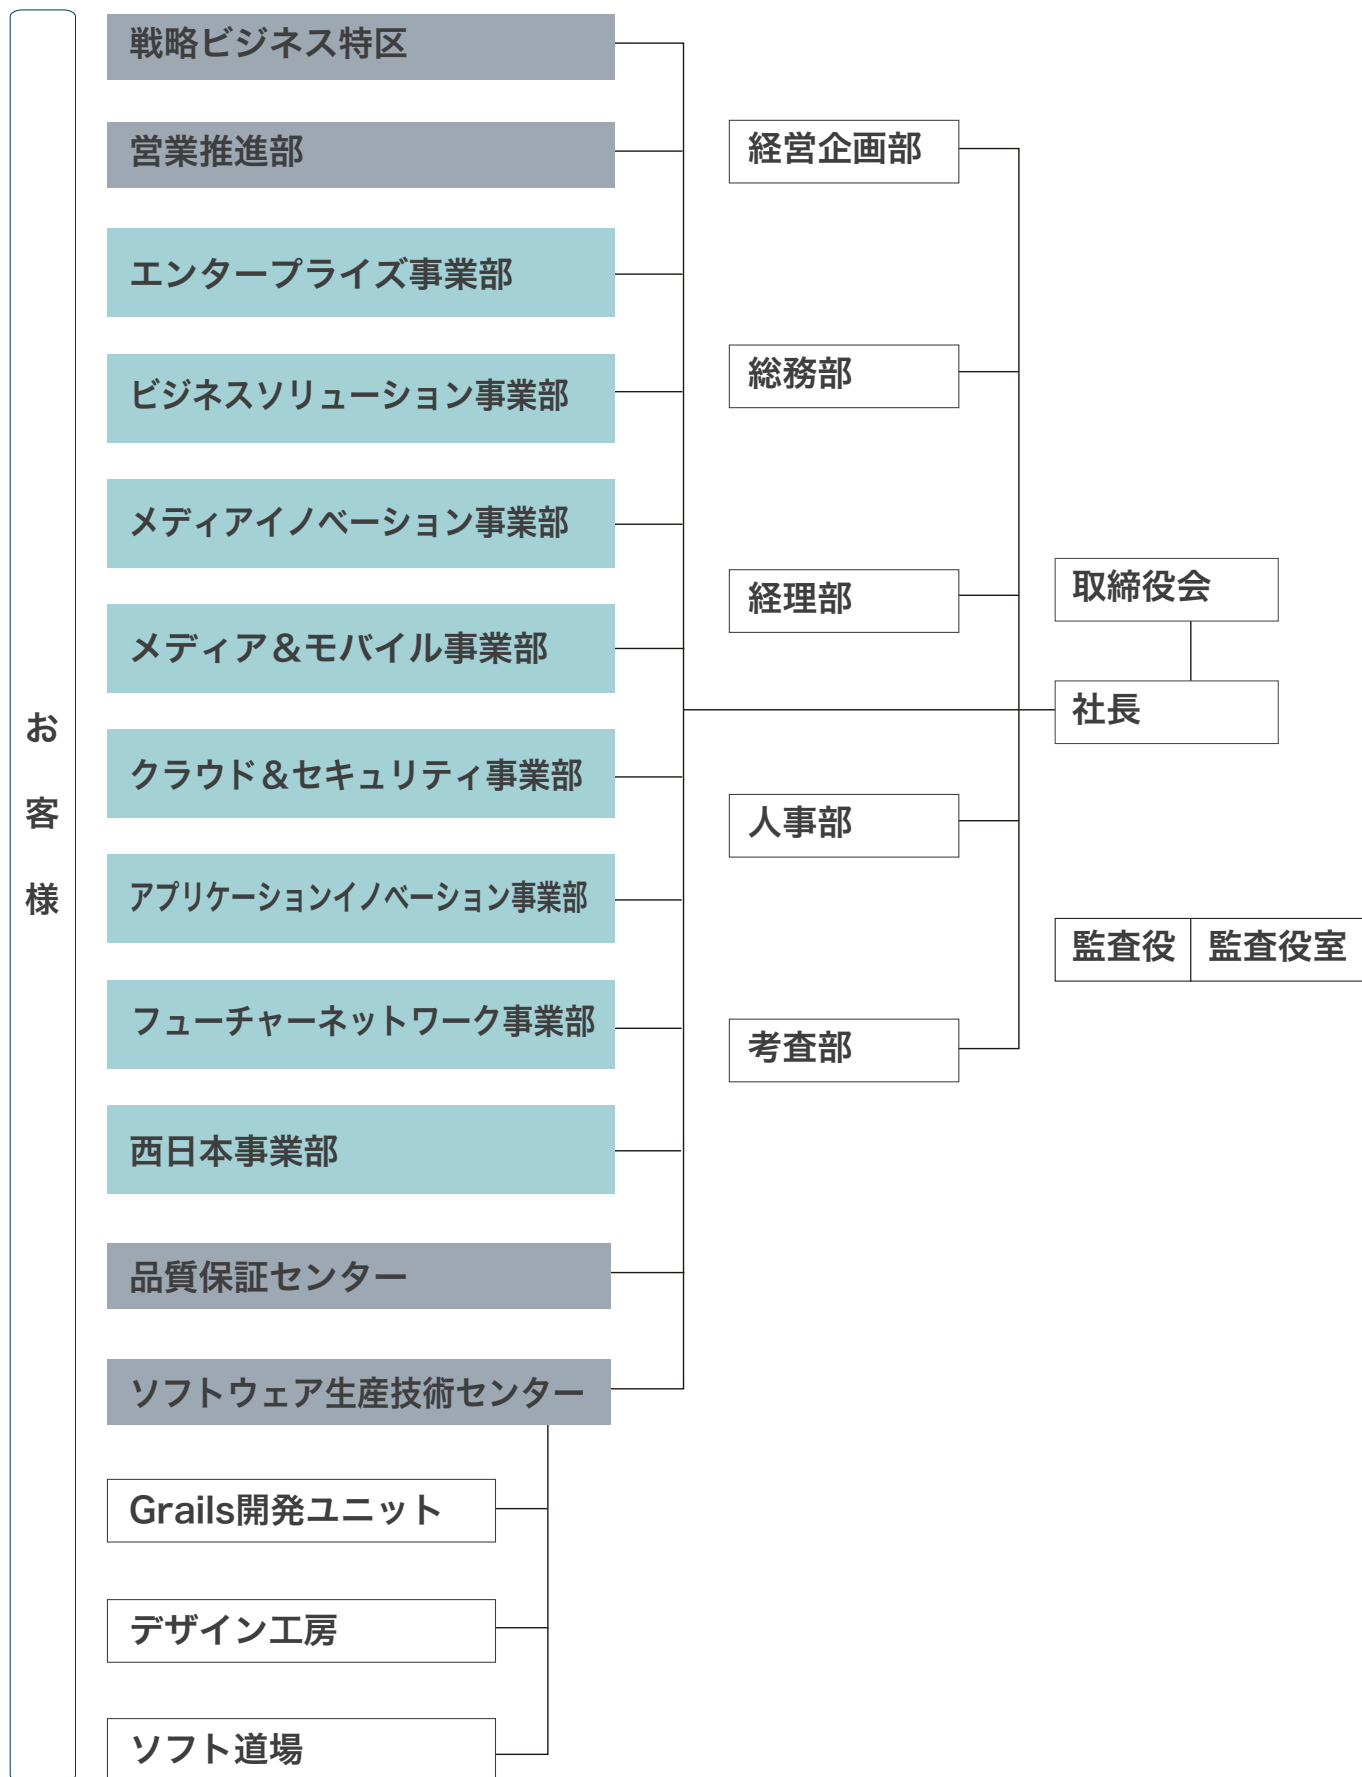 お客様
戦略ビジネス特区
営業推進部
エンタープライズ事業部
ビジネスソリューション事業部
メディアイノベーション事業部
メディア＆モバイル事業部
クラウド＆セキュリティ事業部
アプリケーションイノベーション事業部
フューチャーネットワーク事業部
西日本事業部
品質保証センター
ソフトウェア生産技術センター
Grails開発ユニット
デザイン工房
ソフト道場
経営企画部
総務部
経理部
人事部
考査部
取締役会
社長
監査役 監査役室